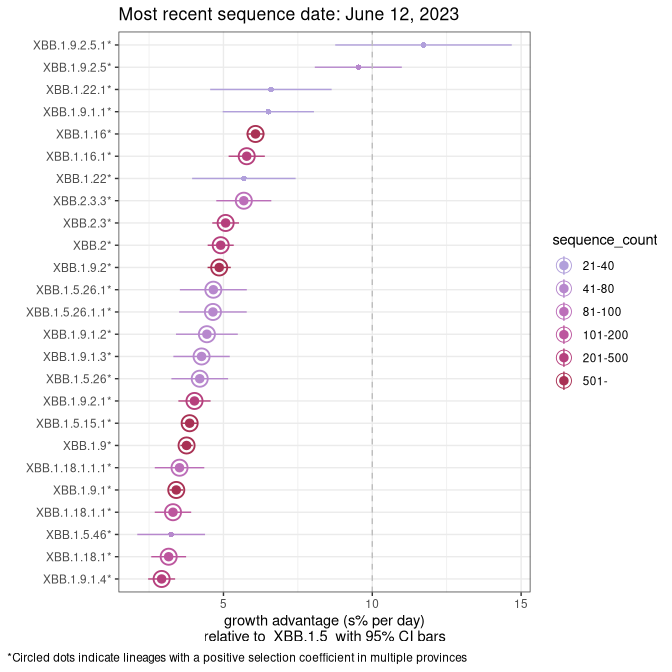 Most recent sequence date: June 12, 2023
XBB.1.9.2.5.1*
XBB.1.9.2.5*
XBB.1.22.1*
XBB.1.9.1.1*
XBB.1.16*
XBB.1.16.1*
XBB.1.22*
XBB.2.3.3*
XBB.2.3*
XBB.2*
XBB.1.9.2*
XBB.1.5.26.1*
XBB.1.5.26.1.1*
XBB.1.9.1.2*
XBB.1.9.1.3*
XBB.1.5.26*
XBB.1.9.2.1*
XBB.1.5.15.1*
XBB.1.9*
XBB.1.18.1.1.1*
XBB.1.9.1*
XBB.1.18.1.1*
XBB.1.5.46*
XBB.1.18.1*
XBB.1.9.1.4*
5 10 15
growth advantage (s% per day)
relative to XBB.1.5 with 95% CI bars
sequence_count
21-40
41-80
81-100
101-200
201-500
501-
*Circled dots indicate lineages with a positive selection coefficient in multiple provinces